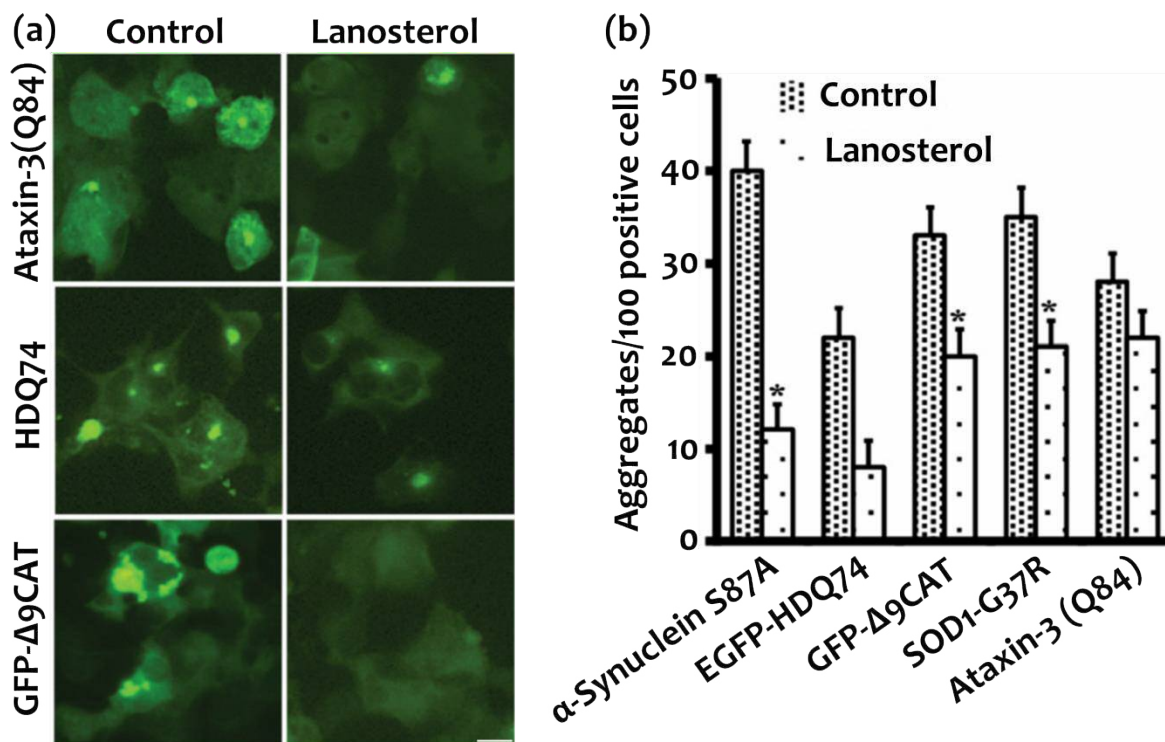 (a)
Control
Lanosterol
Ataxin-3(Q84)
HDQ74
GFP-Δ9CAT
(b)
Aggregates/100 positive cells
50
40
30
20
10
0
Control
Lanosterol
*
*
*
α-Synuclein S87A
EGFP-HDQ74
GFP-Δ9CAT
SOD1-G37R
Ataxin-3 (Q84)